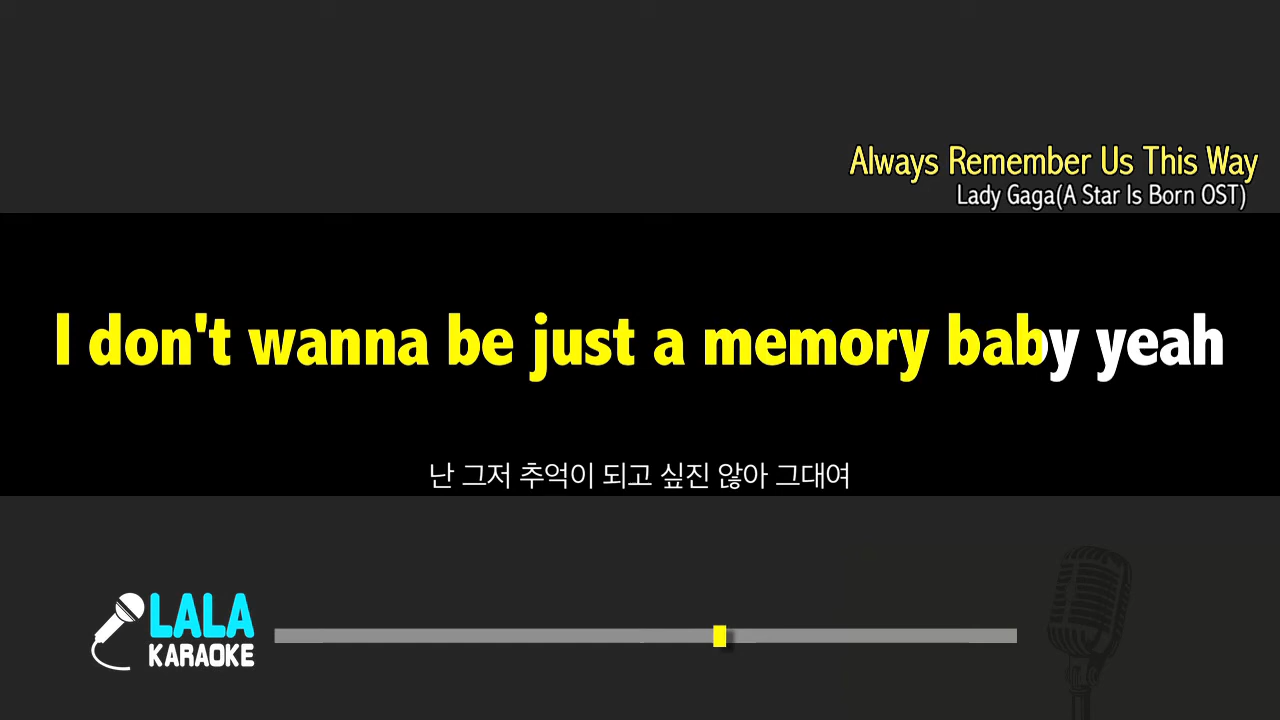 Always Remember Us This Way
Lady Gaga(A Star Is Born OST)
I don't wanna be just a memory baby yeah
난 그저 추억이 되고 싶진 않아 그대여
LALA
KARAOKE